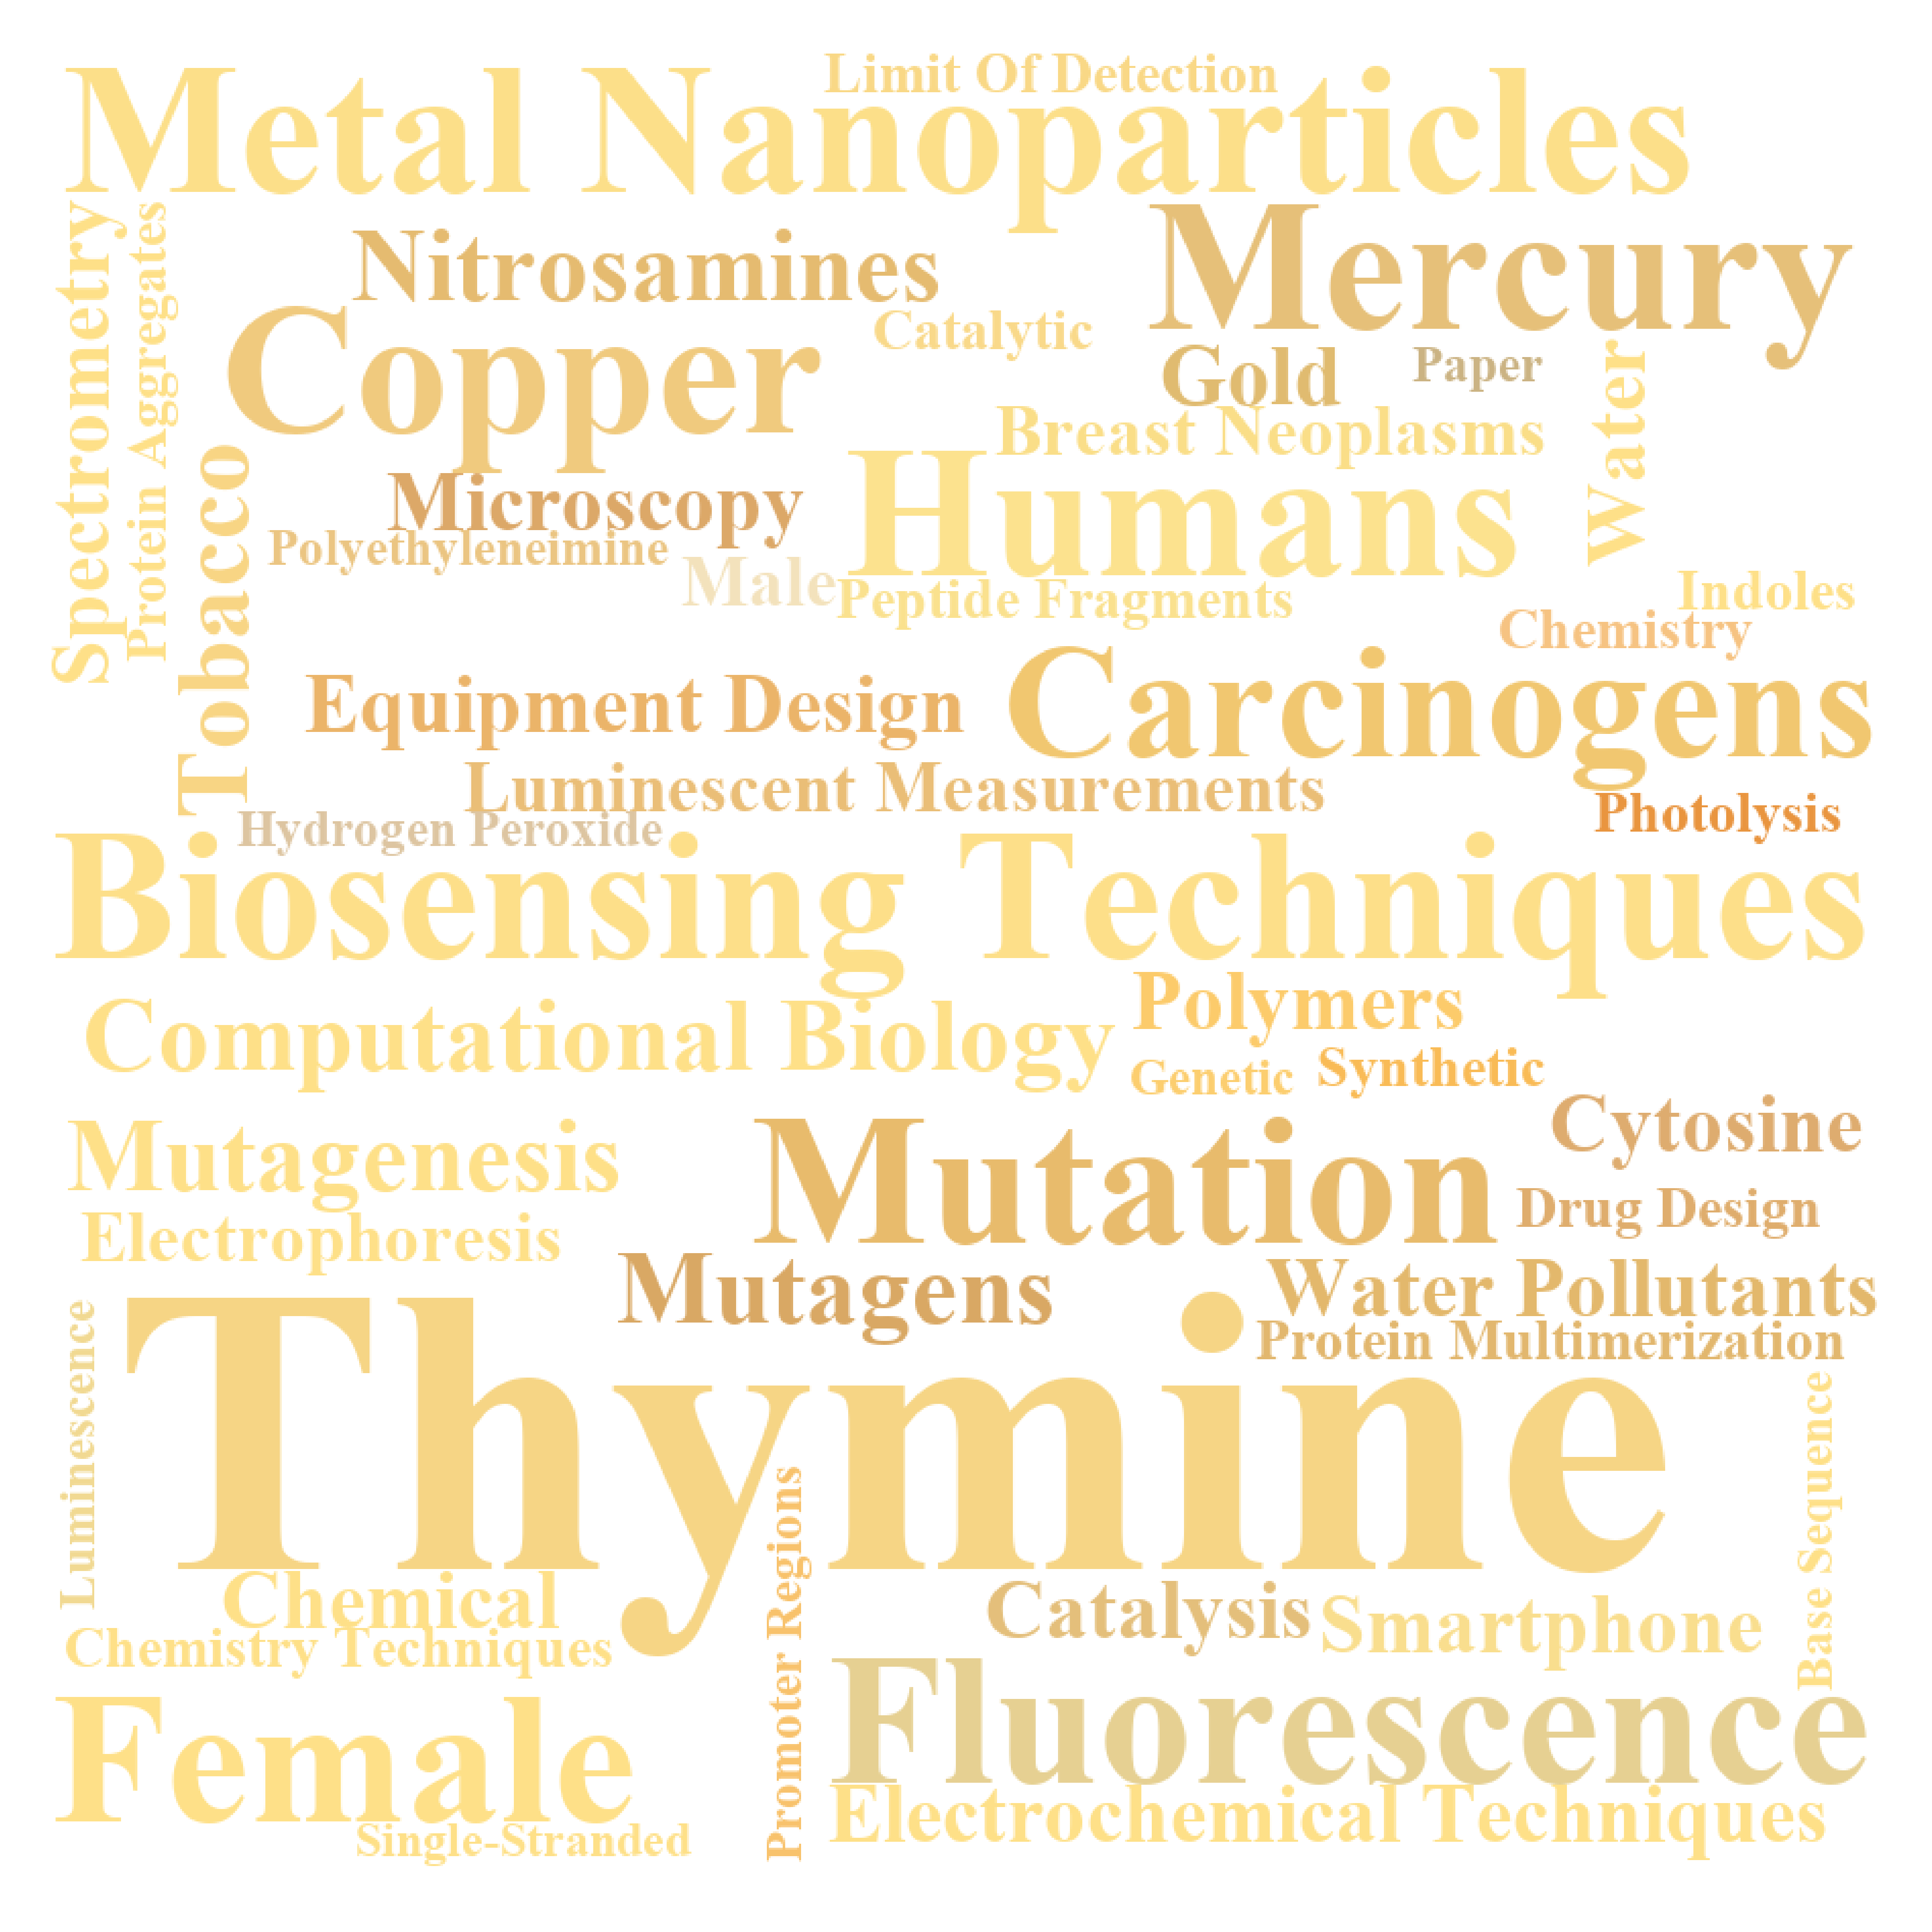 Limit Of Detection
Metal Nanoparticles
Spectrometry
Protein Aggregates
Nitrosamines
Mercury
Copper
Catalytic
Gold
Paper
Water
Breast Neoplasms
Tobacco
Microscopy
Humans
Polyethyleneimine
Male
Peptide Fragments
Indoles
Chemistry
Equipment Design
Carcinogens
Luminescent Measurements
Photolysis
Hydrogen Peroxide
Biosensing Techniques
Computational Biology
Polymers
Genetic
Synthetic
Mutagenesis
Mutation
Cytosine
Electrophoresis
Drug Design
Mutagens
Water Pollutants
Protein Multimerization
Luminescence
Thymine
Base Sequence
Promoter Regions
Chemical
Catalysis
Smartphone
Chemistry Techniques
Female
Fluorescence
Electrochemical Techniques
Single-Stranded